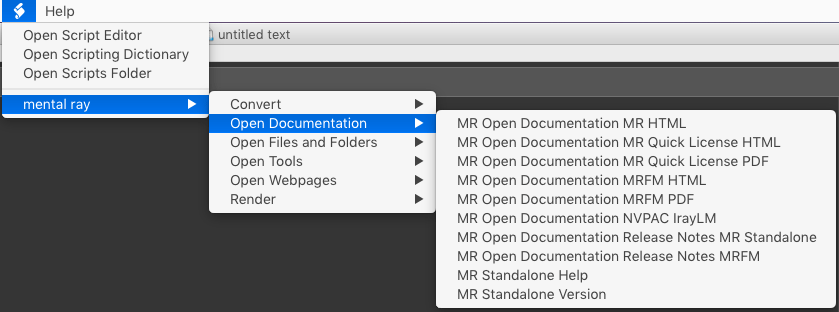 Help
untitled text
Open Script Editor
Open Scripting Dictionary
Open Scripts Folder
mental ray
Convert
Open Documentation
Open Files and Folders
Open Tools
Open Webpages
Render
MR Open Documentation MR HTML
MR Open Documentation MR Quick License HTML
MR Open Documentation MR Quick License PDF
MR Open Documentation MRFM HTML
MR Open Documentation MRFM PDF
MR Open Documentation NVPAC IrayLM
MR Open Documentation Release Notes MR Standalone
MR Open Documentation Release Notes MRFM
MR Standalone Help
MR Standalone Version